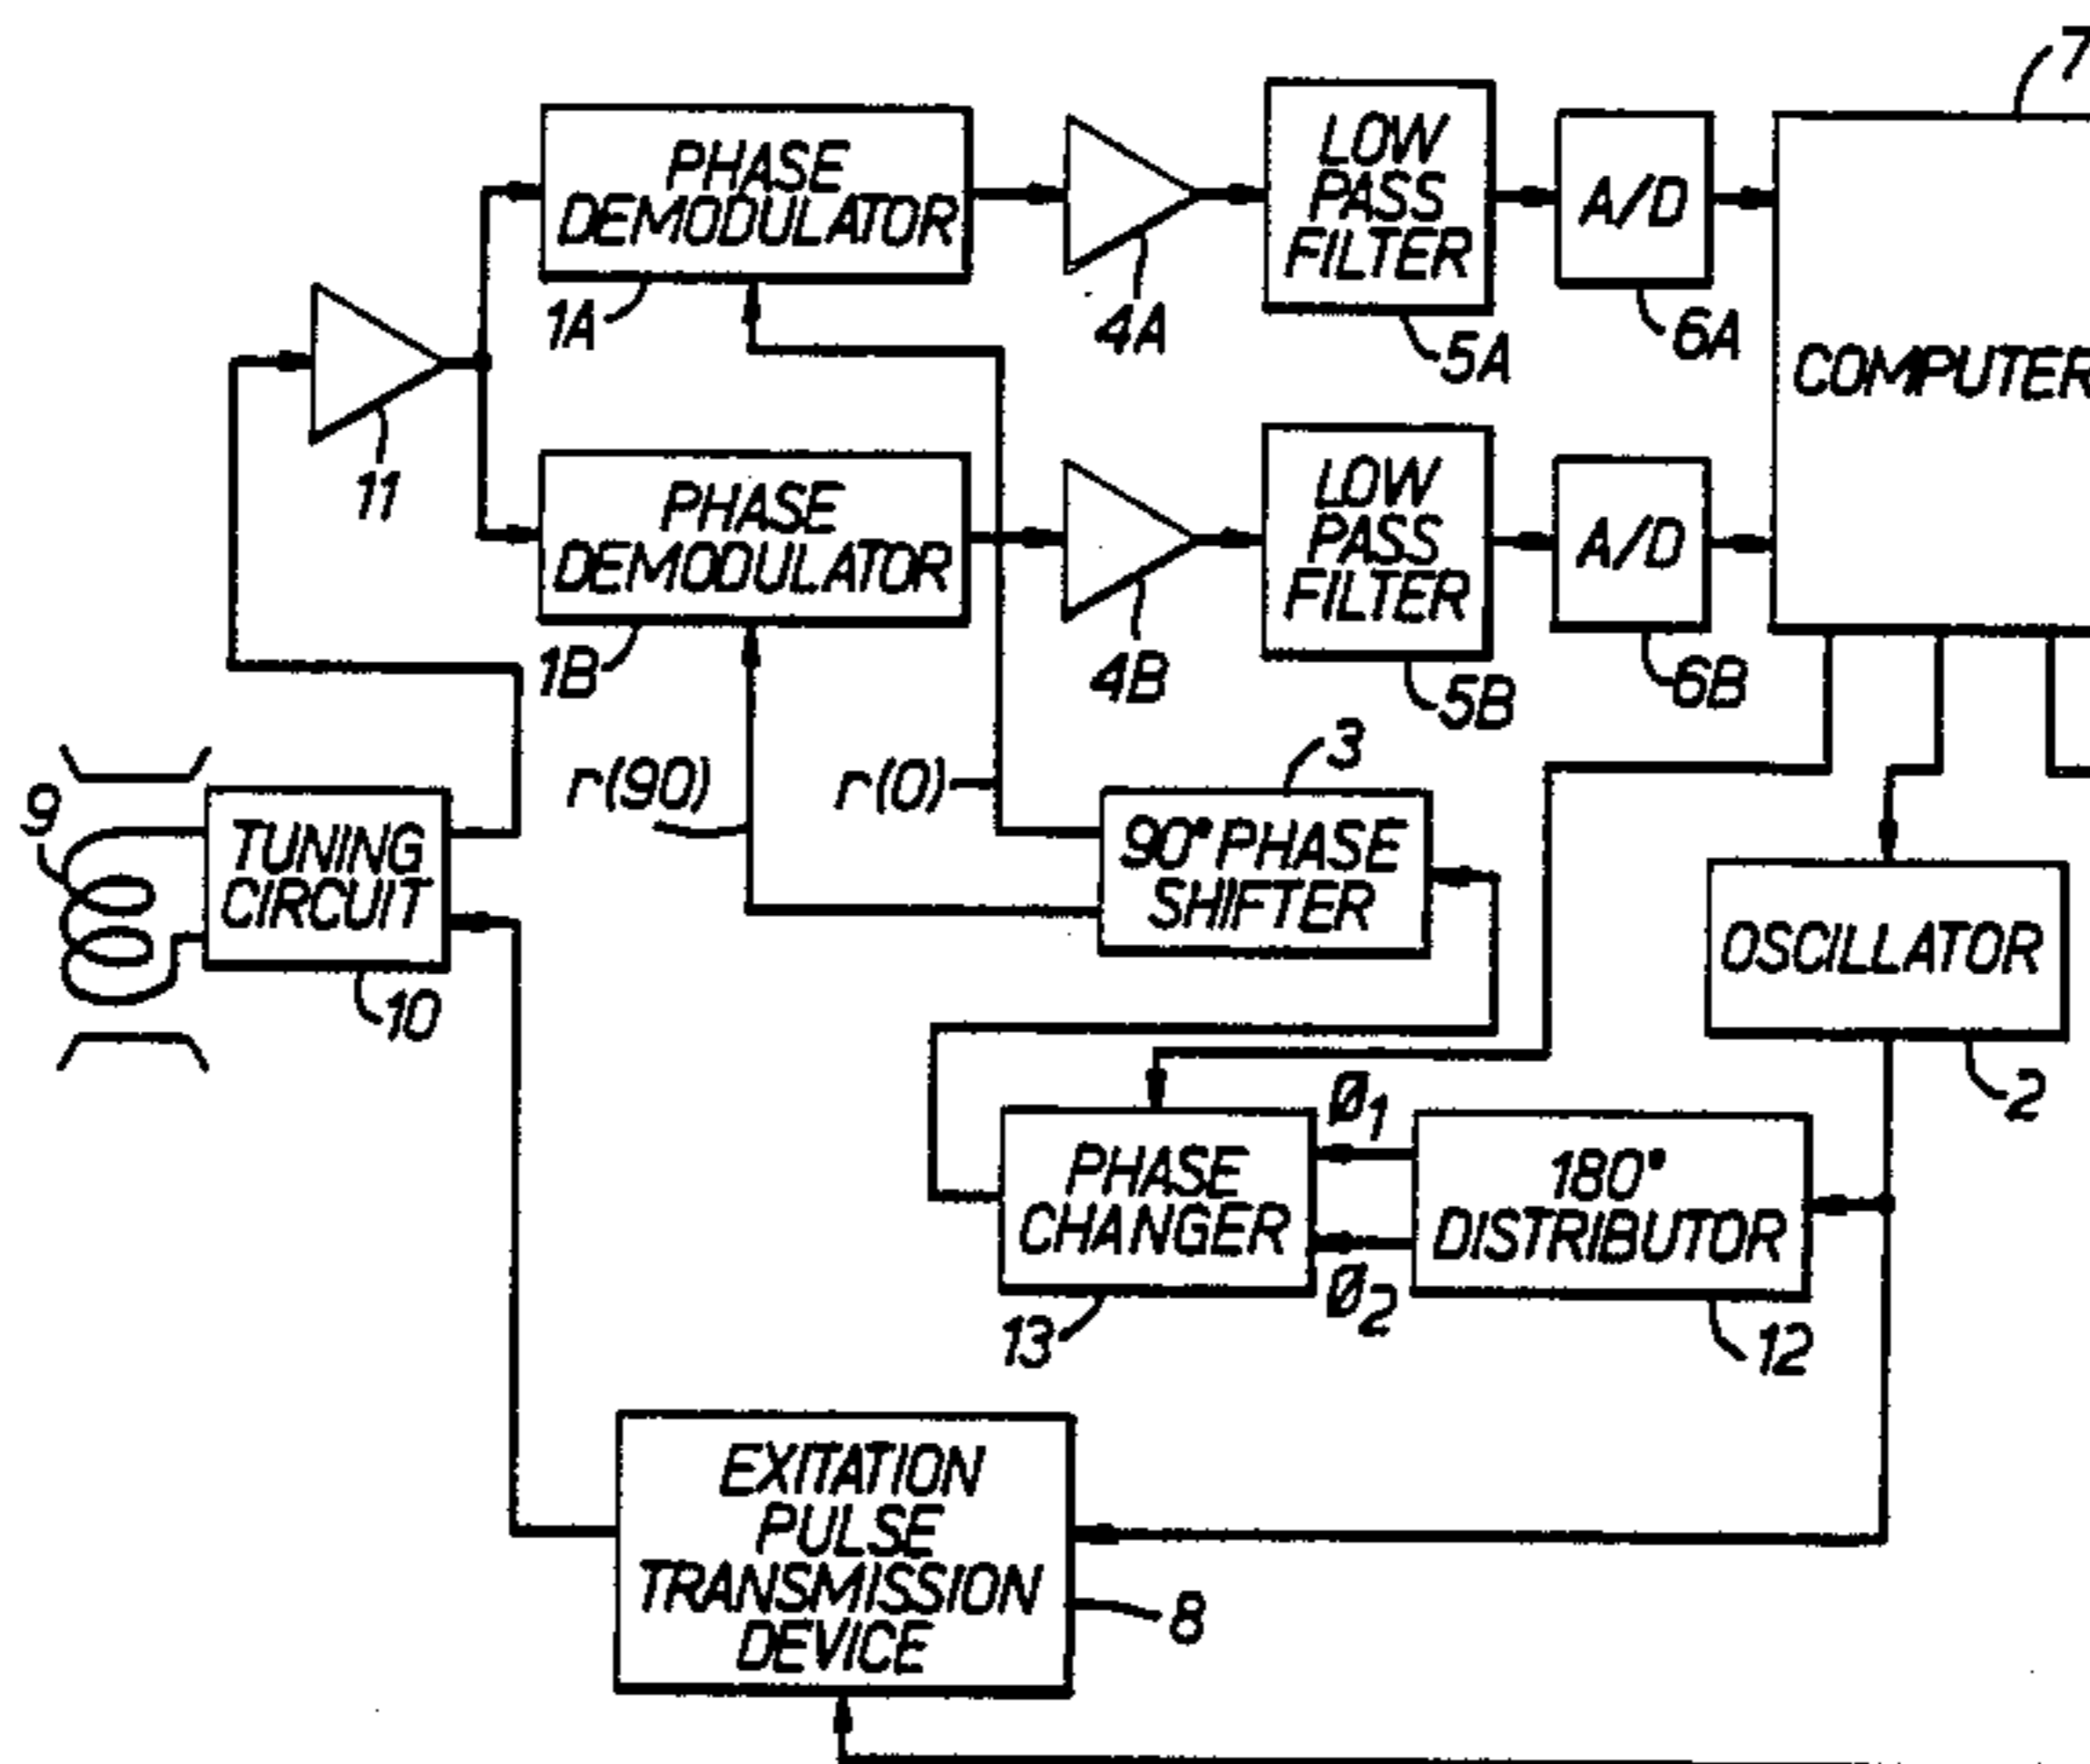 7
PHASE
DEMODULATOR
1A
4A
LOW
PASS
FILTER
5A
A/D
6A
COMPUTER
11
PHASE
DEMODULATOR
1B
4B
LOW
PASS
FILTER
5B
A/D
6B
r(90)
r(0)
3
90° PHASE
SHIFTER
9
TUNING
CIRCUIT
10
OSCILLATOR
2
Ø1
PHASE
CHANGER
13
Ø2
180°
DISTRIBUTOR
12
EXITATION
PULSE
TRANSMISSION
DEVICE
8